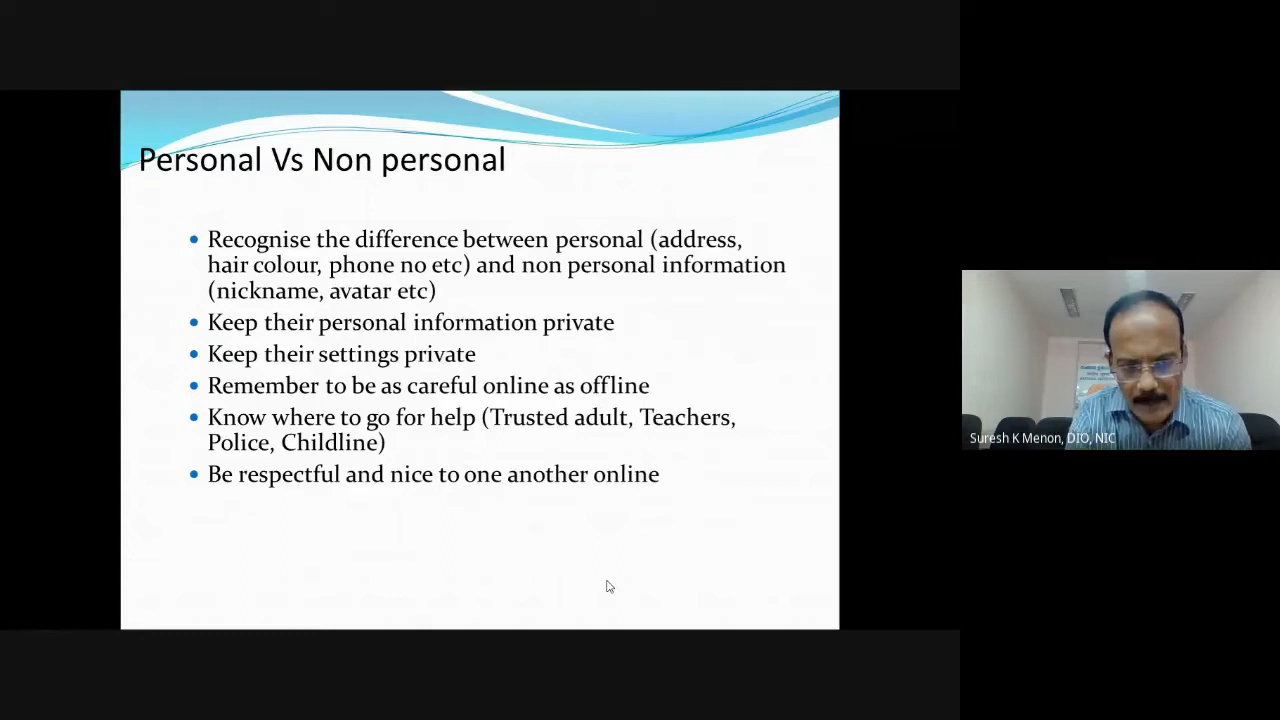 Personal Vs Non personal
Recognise the difference between personal (address,
hair colour, phone no etc) and non personal information
(nickname, avatar etc)
Keep their personal information private
Keep their settings private
Remember to be as careful online as offline
Know where to go for help (Trusted adult, Teachers,
Police, Childline)
Be respectful and nice to one another online
Suresh K Menon, DIO, NIC